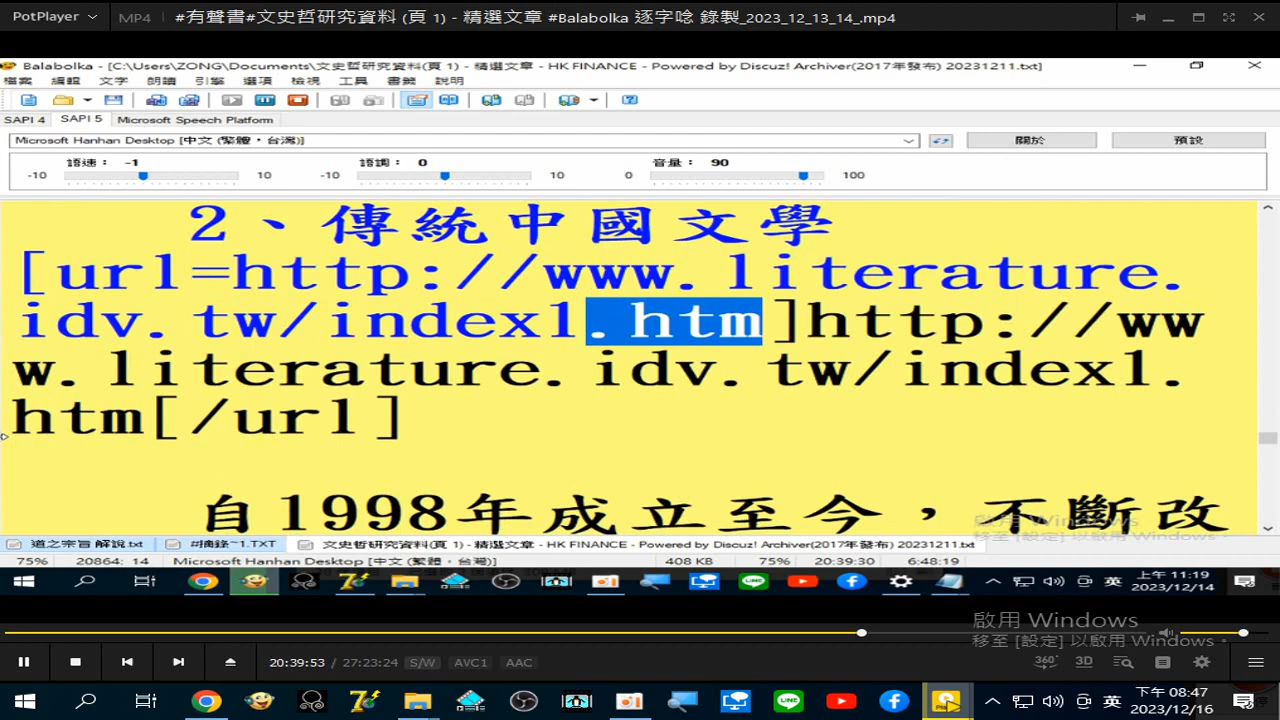 PotPlayer MP4 #有聲書#文史哲研究資料 (頁 1) - 精選文章 #Balabolka 逐字唸 錄製_2023_12_13_14_.mp4
Balabolka - [C:\Users\ZONG\Documents\文史哲研究資料(頁 1) - 精選文章 - HK FINANCE - Powered by Discuz! Archiver(2017年發布) 20231211.txt]
檔案 編輯 文字 朗讀 引擎 選項 檢視 工具 書籤 說明
SAPI 4 SAPI 5 Microsoft Speech Platform
Microsoft Hanhan Desktop [中文 (繁體，台灣)] 關於 預設
語速： -1 語調： 0 音量： 90
-10 10 -10 10 0 100
2、傳統中國文學
[url=http://www.literature.
idv.tw/index1.htm]http://ww
w.literature.idv.tw/index1.
htm[/url]
自1998年成立至今，不斷改
啟用 Windows
移至 [設定] 以啟用 Windows。
道之宗旨 解說.txt #摘錄~1.TXT 文史哲研究資料(頁 1) - 精選文章 - HK FINANCE - Powered by Discuz! Archiver(2017年發布) 20231211.txt
75% 20864: 14 Microsoft Hanhan Desktop [中文 (繁體，台灣)] 408 KB 75% 20:39:30 6:48:19
英 上午 11:19
2023/12/14
啟用 Windows
移至 [設定] 以啟用 Windows。
20:39:53 / 27:23:24 S/W AVC1 AAC 360° 3D
英 下午 08:47
2023/12/16